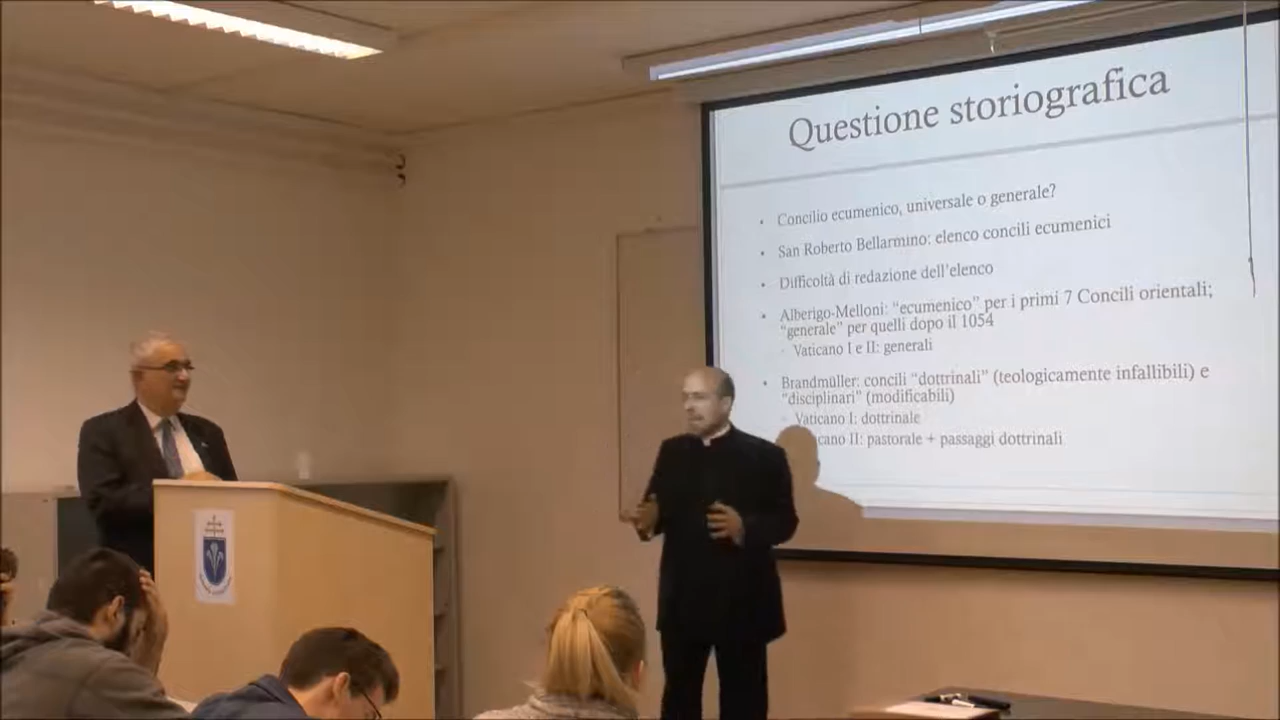 Questione storiografica
Concilio ecumenico, universale o generale?
San Roberto Bellarmino: elenco concili ecumenici
Difficoltà di redazione dell'elenco
Alberigo-Melloni: "ecumenico" per i primi 7 Concili orientali;
"generale" per quelli dopo il 1054
Vaticano I e II: generali
Brandmüller: concili "dottrinali" (teologicamente infallibili) e
"disciplinari" (modificabili)
Vaticano I: dottrinale
cano II: pastorale + passaggi dottrinali